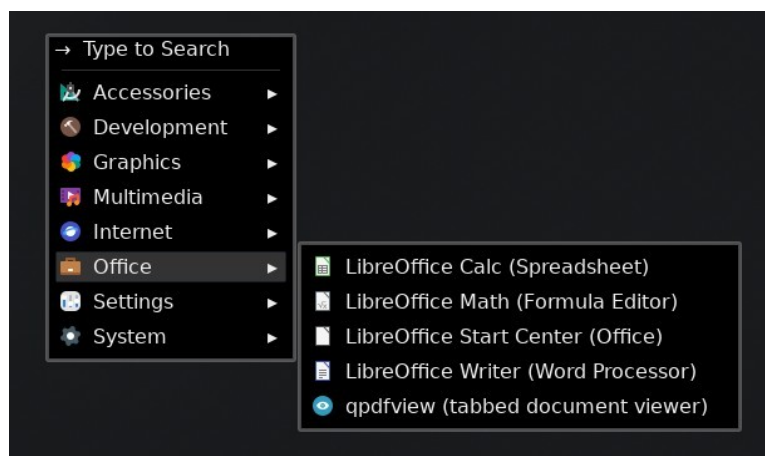 → Type to Search
Accessories ►
Development ►
Graphics ►
Multimedia ►
Internet ►
Office ►
Settings ►
System ►
LibreOffice Calc (Spreadsheet)
LibreOffice Math (Formula Editor)
LibreOffice Start Center (Office)
LibreOffice Writer (Word Processor)
qpdfview (tabbed document viewer)